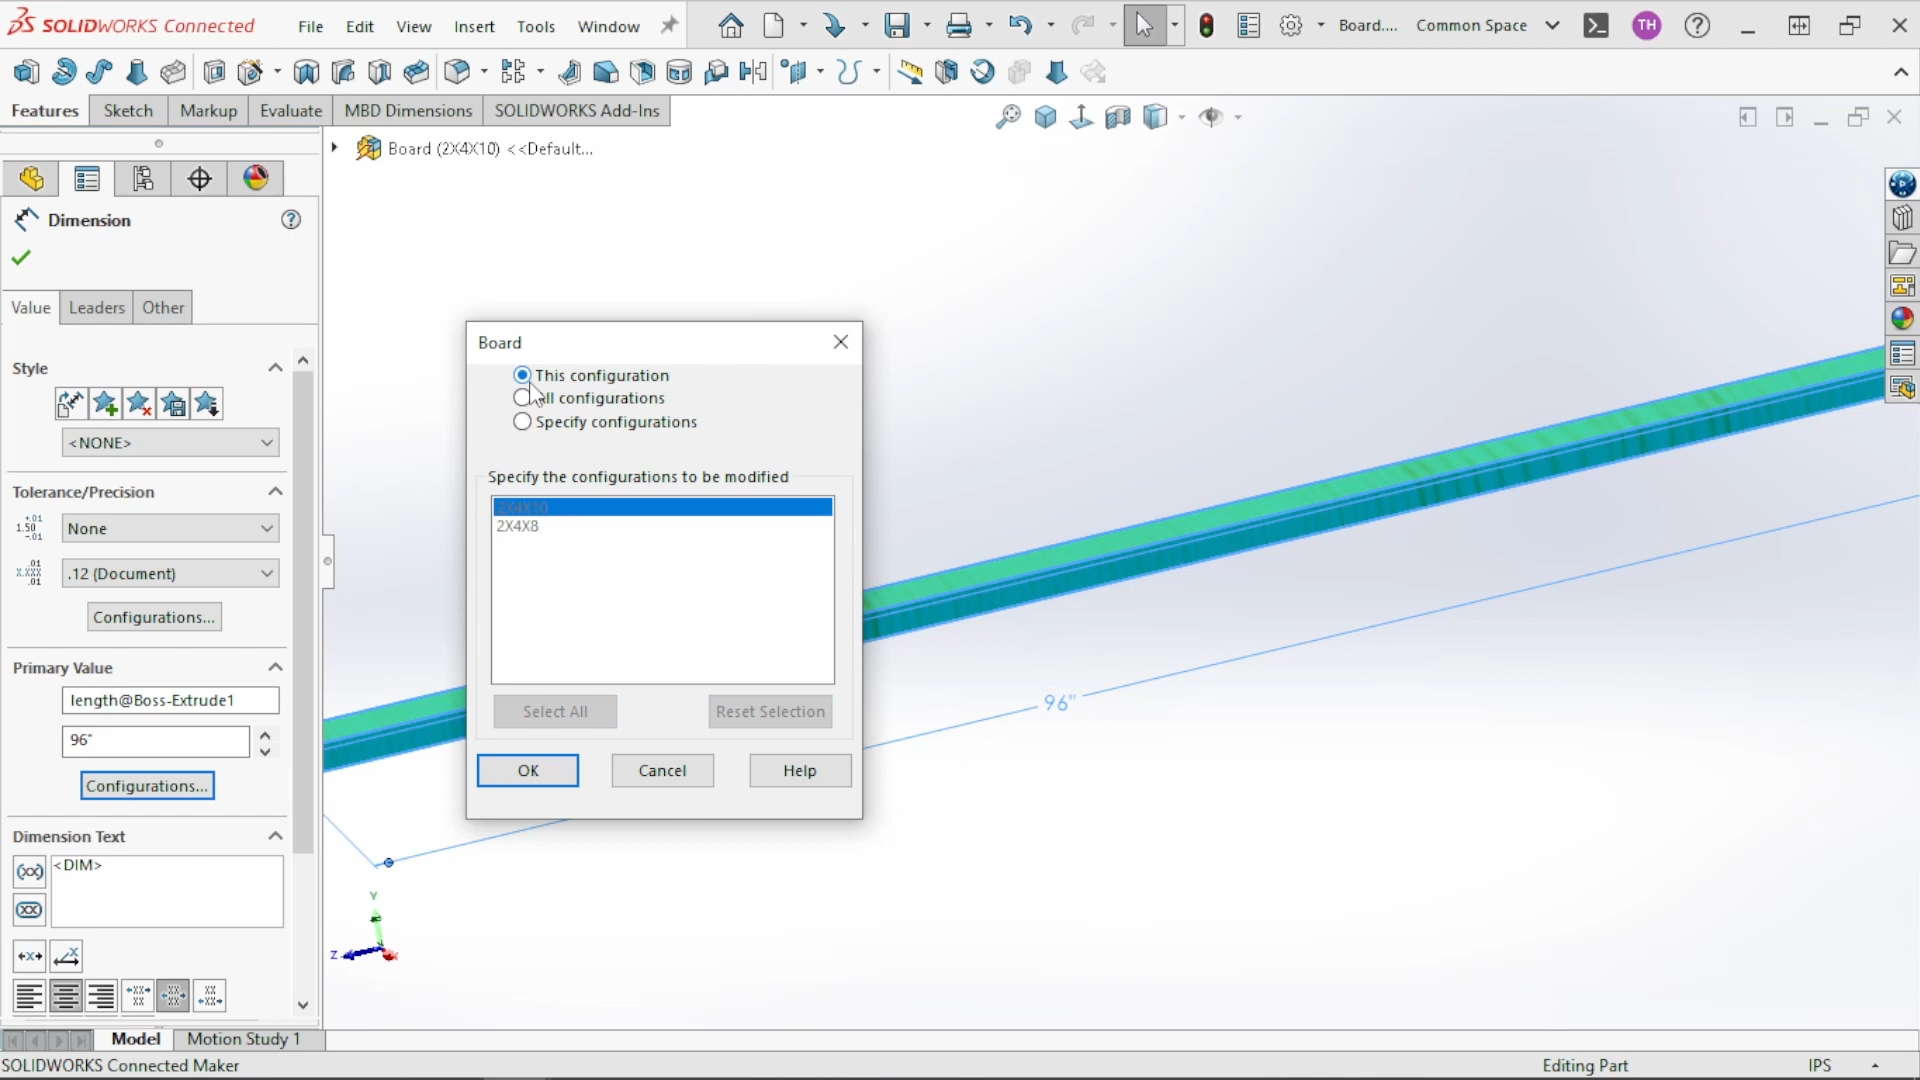 SOLIDWORKS Connected
File Edit View Insert Tools Window
Board.... Common Space TH
Features Sketch Markup Evaluate MBD Dimensions SOLIDWORKS Add-Ins
Board (2X4X10) <<Default...
Dimension
Value Leaders Other
Style
<NONE>
Tolerance/Precision
None
.12 (Document)
Configurations...
Primary Value
length@Boss-Extrude1
96"
Configurations...
Dimension Text
<DIM>
Board
This configuration
All configurations
Specify configurations
Specify the configurations to be modified
2X4X10
2X4X8
Select All Reset Selection
OK Cancel Help
96"
Y
Z
X
Model Motion Study 1
SOLIDWORKS Connected Maker
Editing Part IPS